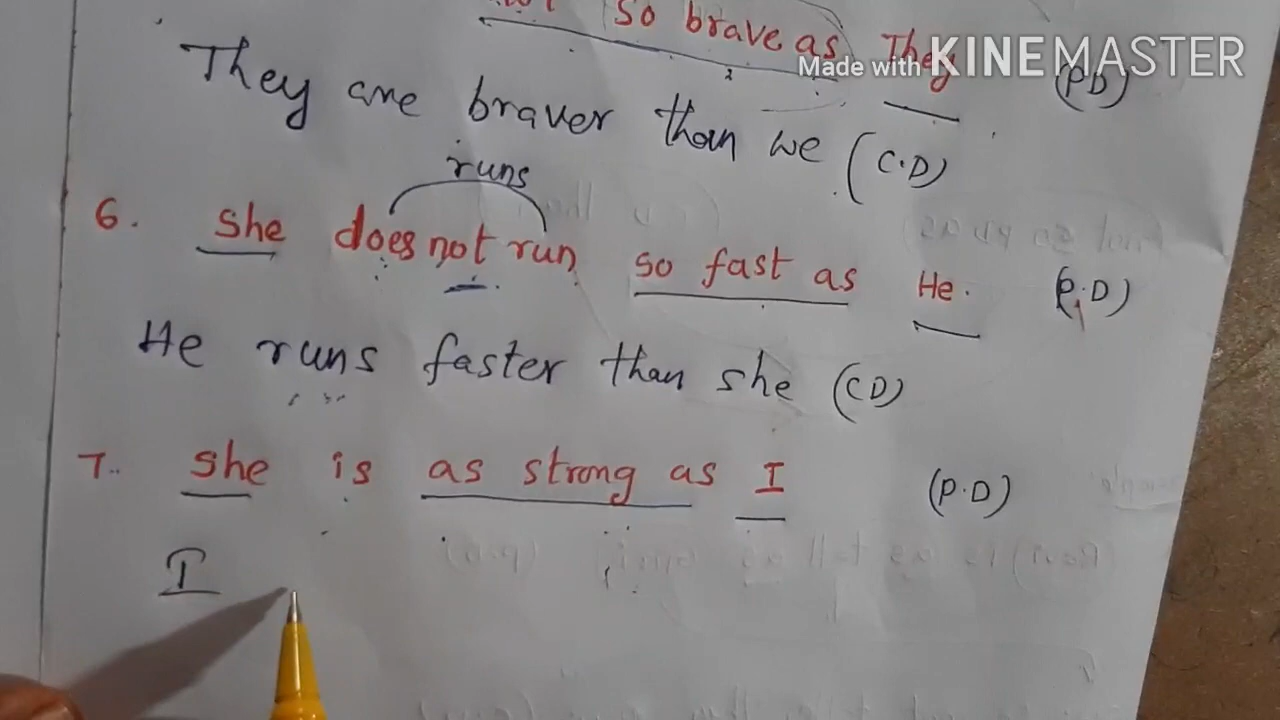 so brave as They (P.D)
Made with KINEMASTER
They are braver than we (C.D)
runs
6. She does not run so fast as He. (P.D)
He runs faster than she (CD)
7. She is as strong as I (P.D)
I